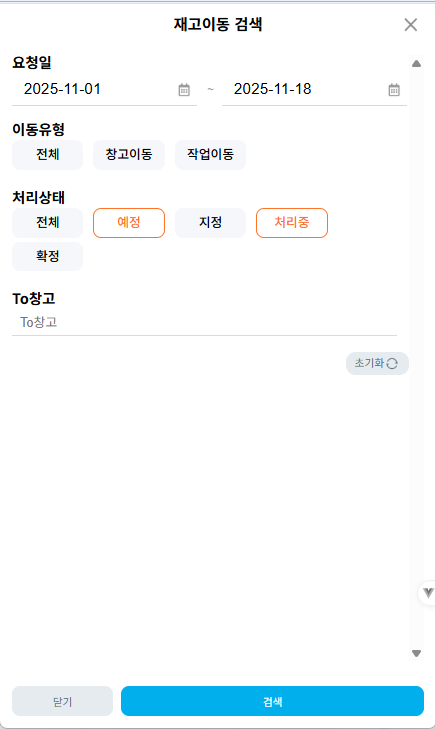 재고이동 검색
요청일
2025-11-01 ~ 2025-11-18
이동유형
전체 창고이동 작업이동
처리상태
전체 예정 지정 처리중
확정
To창고
To창고
초기화
닫기 검색